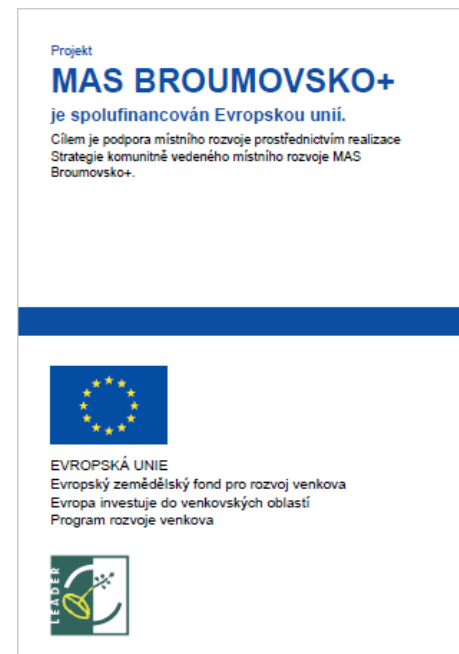 Projekt
MAS BROUMOVSKO+
je spolufinancován Evropskou unií.
Cílem je podpora místního rozvoje prostřednictvím realizace
Strategie komunitně vedeného místního rozvoje MAS
Broumovsko+.
EVROPSKÁ UNIE
Evropský zemědělský fond pro rozvoj venkova
Evropa investuje do venkovských oblastí
Program rozvoje venkova
LEADER